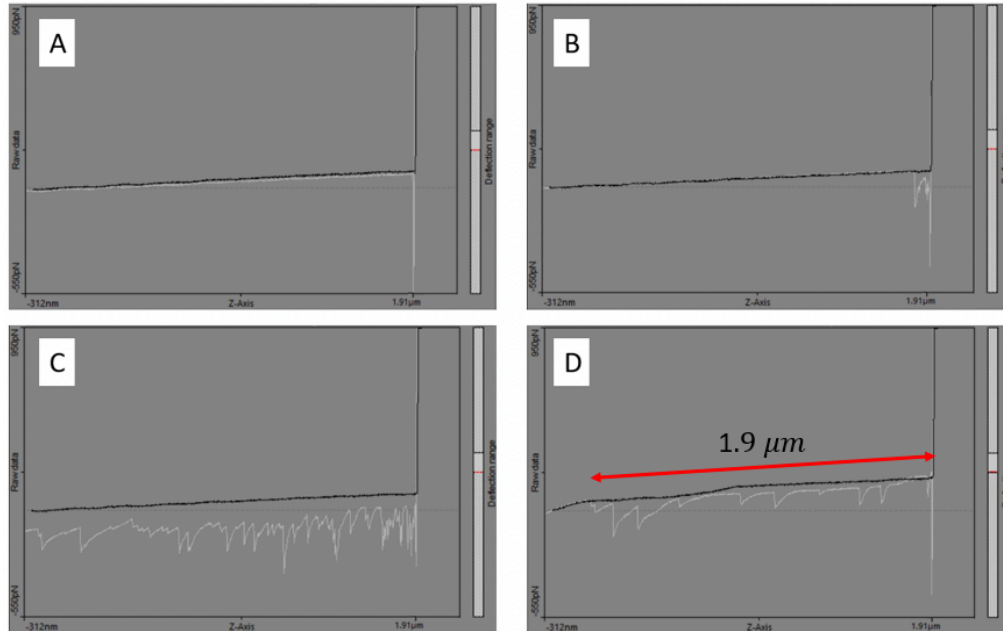 A
950pN
Raw data
-550pN
-312nm
Z-Axis
1.91µm
Deflection range
B
950pN
Raw data
-550pN
-312nm
Z-Axis
1.91µm
C
950pN
Raw data
-550pN
-312nm
Z-Axis
1.91µm
Deflection range
D
1.9 µm
950pN
Raw data
-550pN
-312nm
Z-Axis
1.91µm